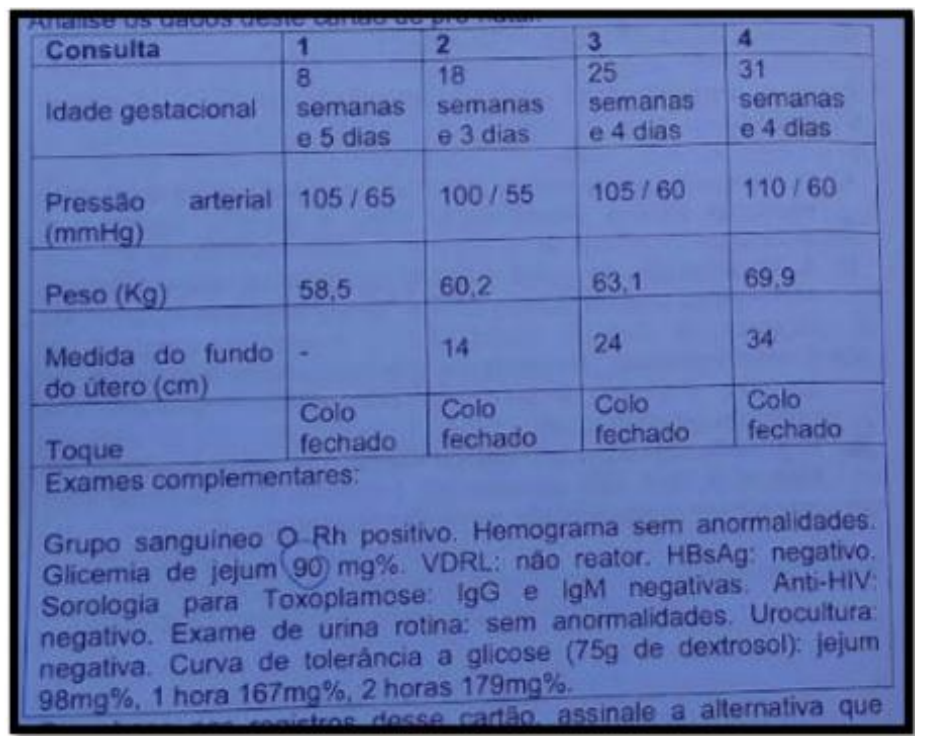 Analise os dados deste cartão de pré-natal.
Consulta 1 2 3 4
Idade gestacional 8 semanas e 5 dias 18 semanas e 3 dias 25 semanas e 4 dias 31 semanas e 4 dias
Pressão arterial (mmHg) 105 / 65 100 / 55 105 / 60 110 / 60
Peso (Kg) 58,5 60,2 63,1 69,9
Medida do fundo do útero (cm) - 14 24 34
Toque Colo fechado Colo fechado Colo fechado Colo fechado
Exames complementares:
Grupo sanguíneo O Rh positivo. Hemograma sem anormalidades.
Glicemia de jejum 90 mg%. VDRL: não reator. HBsAg: negativo.
Sorologia para Toxoplamose: IgG e IgM negativas. Anti-HIV:
negativo. Exame de urina rotina: sem anormalidades. Urocultura:
negativa. Curva de tolerância a glicose (75g de dextrosol): jejum
98mg%, 1 hora 167mg%, 2 horas 179mg%.
registros desse cartão, assinale a alternativa que